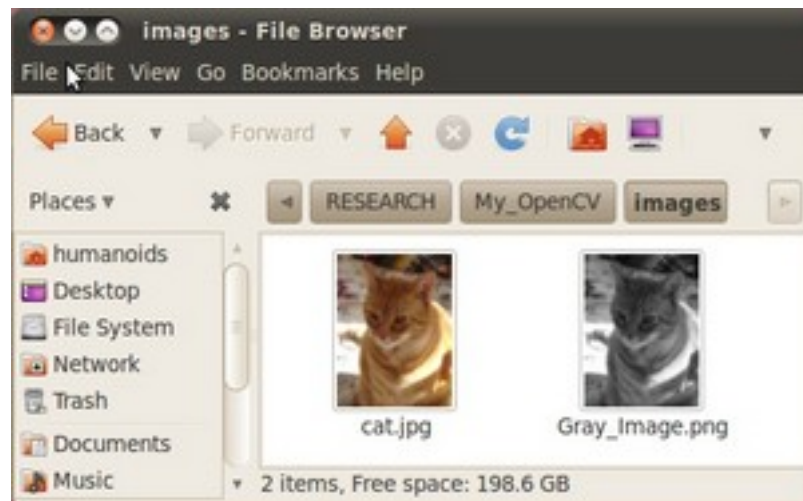 images - File Browser
File Edit View Go Bookmarks Help
Back Forward
Places RESEARCH My_OpenCV images
humanoids
Desktop
File System
Network
Trash
Documents
Music
cat.jpg Gray_Image.png
2 items, Free space: 198.6 GB